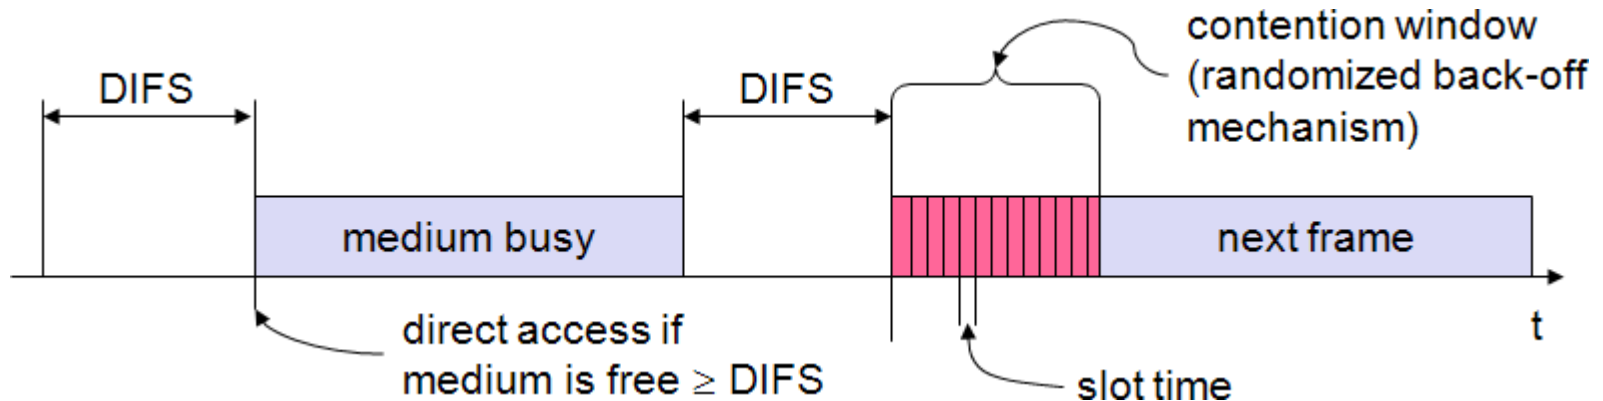 contention window
(randomized back-off
mechanism)
DIFS
DIFS
medium busy
next frame
direct access if
medium is free ≥ DIFS
t
slot time